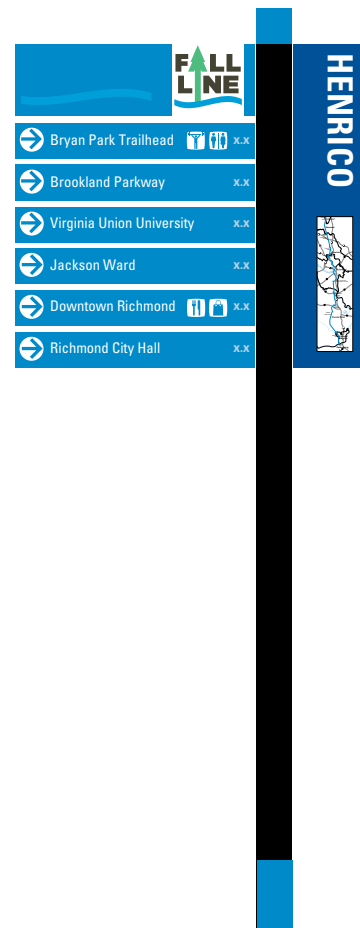 FALL
LINE
Bryan Park Trailhead x.x
Brookland Parkway x.x
Virginia Union University x.x
Jackson Ward x.x
Downtown Richmond x.x
Richmond City Hall x.x
HENRICO